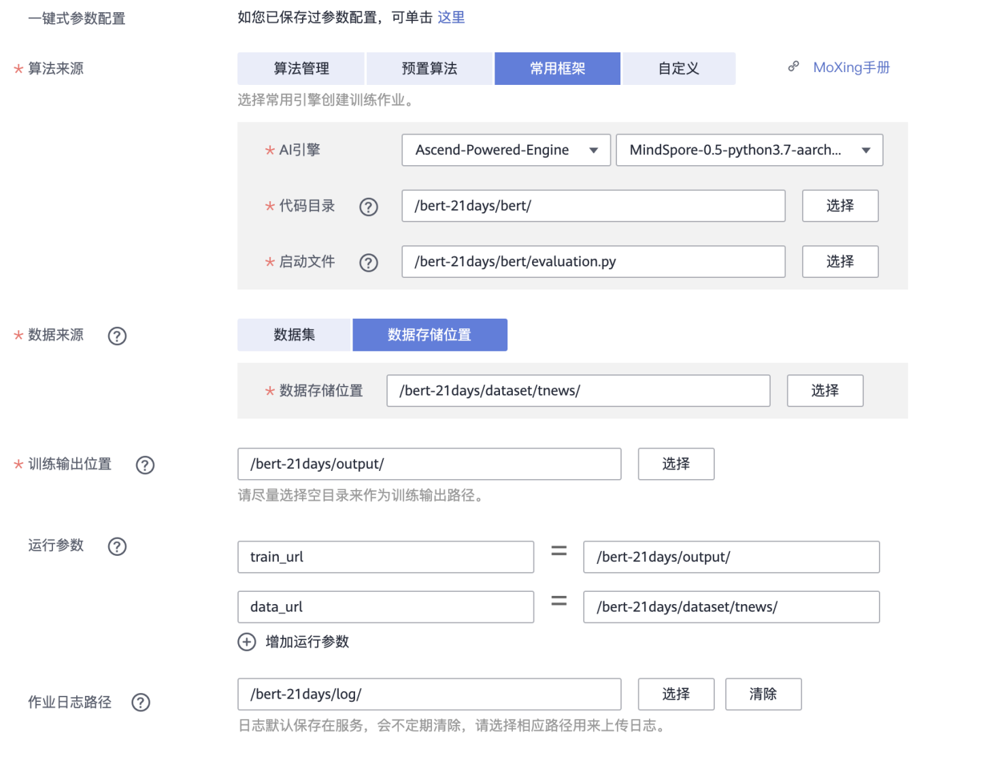 一键式参数配置 如您已保存过参数配置，可单击 这里
* 算法来源 算法管理 预置算法 常用框架 自定义 MoXing手册
选择常用引擎创建训练作业。
* AI引擎 Ascend-Powered-Engine MindSpore-0.5-python3.7-aarch...
* 代码目录 ? /bert-21days/bert/ 选择
* 启动文件 ? /bert-21days/bert/evaluation.py 选择
* 数据来源 ? 数据集 数据存储位置
* 数据存储位置 /bert-21days/dataset/tnews/ 选择
* 训练输出位置 ? /bert-21days/output/ 选择
请尽量选择空目录来作为训练输出路径。
运行参数 ? train_url = /bert-21days/output/
data_url = /bert-21days/dataset/tnews/
增加运行参数
作业日志路径 ? /bert-21days/log/ 选择 清除
日志默认保存在服务，会不定期清除，请选择相应路径用来上传日志。